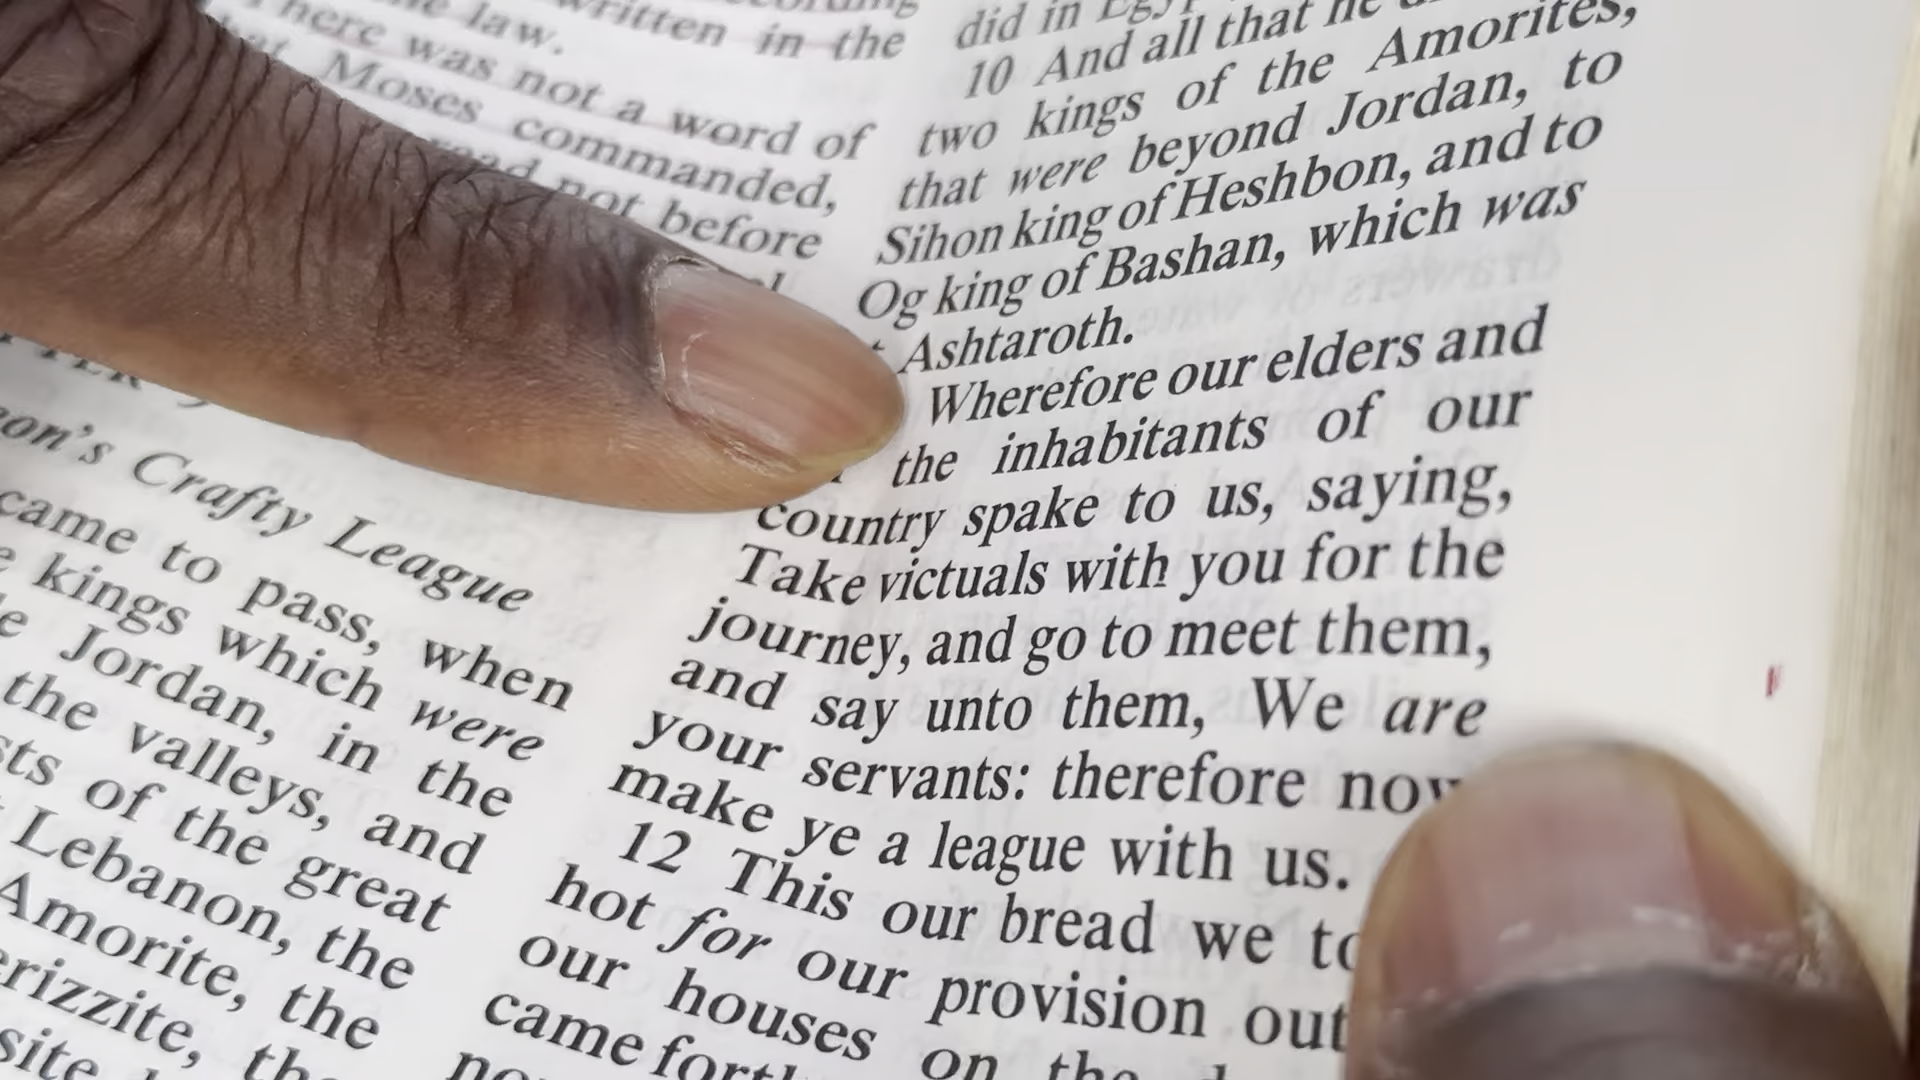 written in the
the law.
There was not a word of
Moses commanded,
read not before
on's Crafty League
came to pass, when
kings which were
Jordan, in the
the valleys, and
of the great
Lebanon, the
Amorite, the
did in
10 And all that he
two kings of the Amorites,
that were beyond Jordan, to
Sihon king of Heshbon, and to
Og king of Bashan, which was
Ashtaroth.
Wherefore our elders and
the inhabitants of our
country spake to us, saying,
Take victuals with you for the
journey, and go to meet them,
and say unto them, We are
your servants: therefore now
make ye a league with us.
12 This our bread we
hot for our provision out
our houses on the
came forth